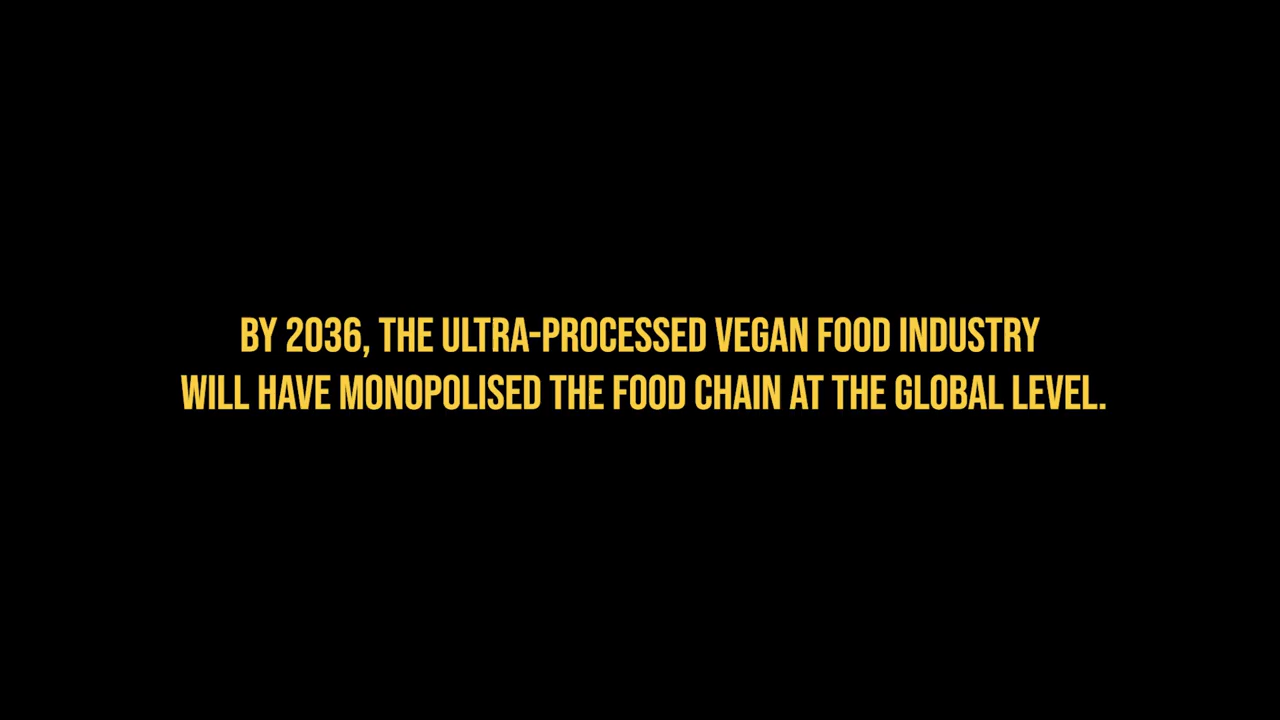 BY 2036, THE ULTRA-PROCESSED VEGAN FOOD INDUSTRY
WILL HAVE MONOPOLISED THE FOOD CHAIN AT THE GLOBAL LEVEL.